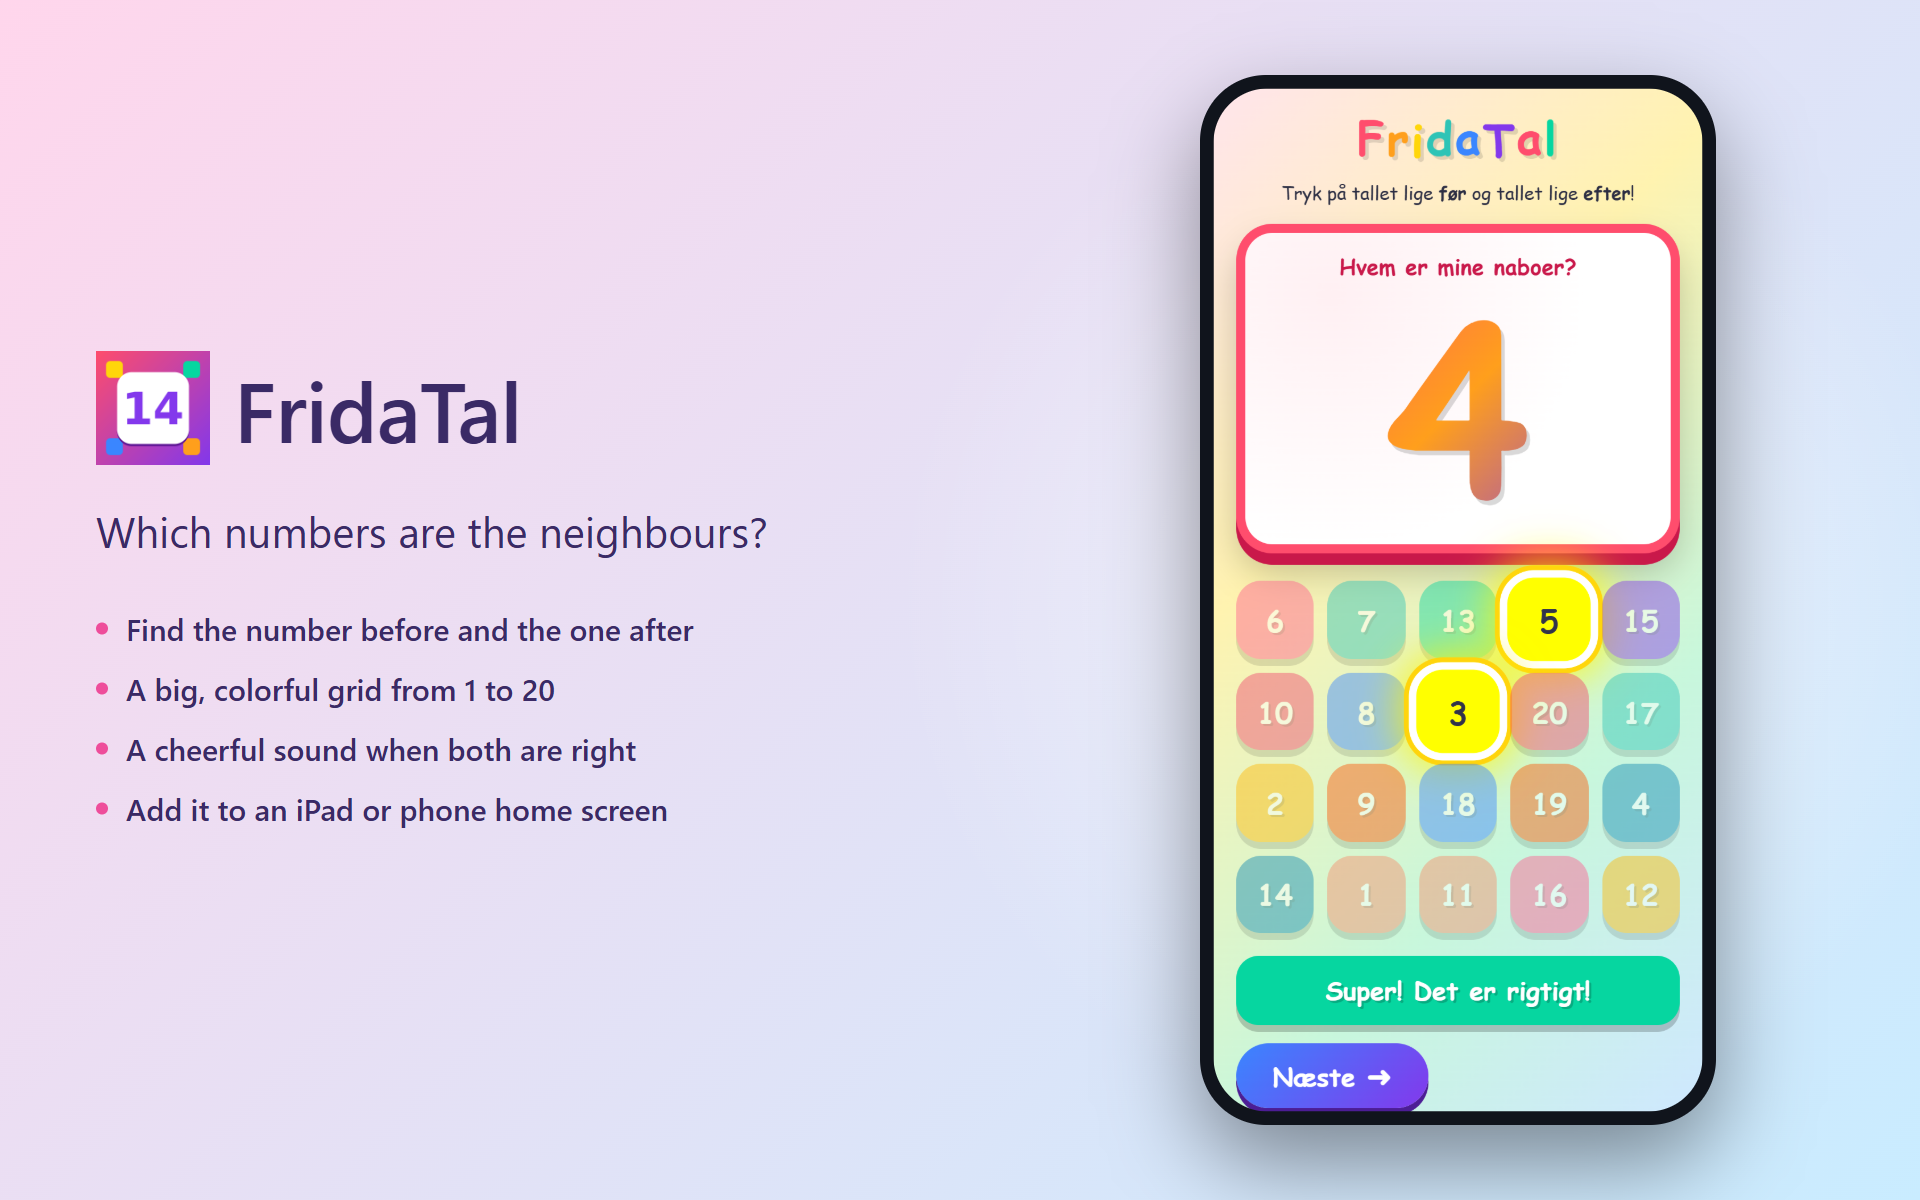 14
FridaTal
Which numbers are the neighbours?
Find the number before and the one after
A big, colorful grid from 1 to 20
A cheerful sound when both are right
Add it to an iPad or phone home screen
FridaTal
Tryk på tallet lige før og tallet lige efter!
Hvem er mine naboer?
4
6 7 13 5 15
10 8 3 20 17
2 9 18 19 4
14 1 11 16 12
Super! Det er rigtigt!
Næste →